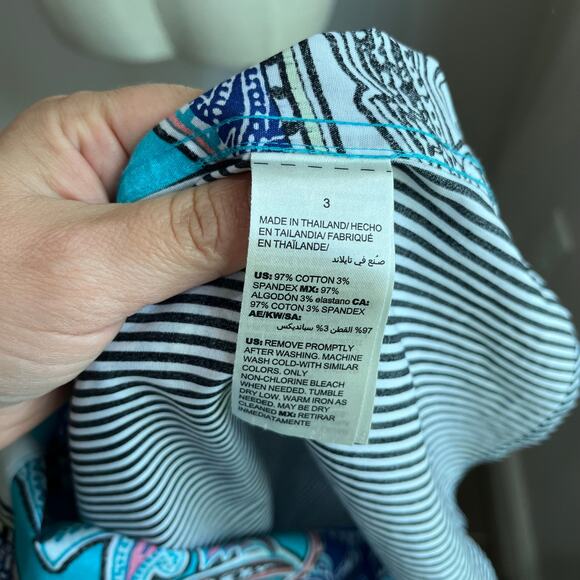 3
MADE IN THAILAND/ HECHO
EN TAILANDIA/ FABRIQUÉ
EN THAÏLANDE/
صنع في تايلاند
US: 97% COTTON 3%
SPANDEX MX: 97%
ALGODÓN 3% elastano CA:
97% COTON 3% SPANDEX
AE/KW/SA:
97% القطن 3% سباندكس
US: REMOVE PROMPTLY
AFTER WASHING. MACHINE
WASH COLD-WITH SIMILAR
COLORS. ONLY
NON-CHLORINE BLEACH
WHEN NEEDED. TUMBLE
DRY LOW. WARM IRON AS
NEEDED. MAY BE DRY
CLEANED MX: RETIRAR
INMEDIATAMENTE